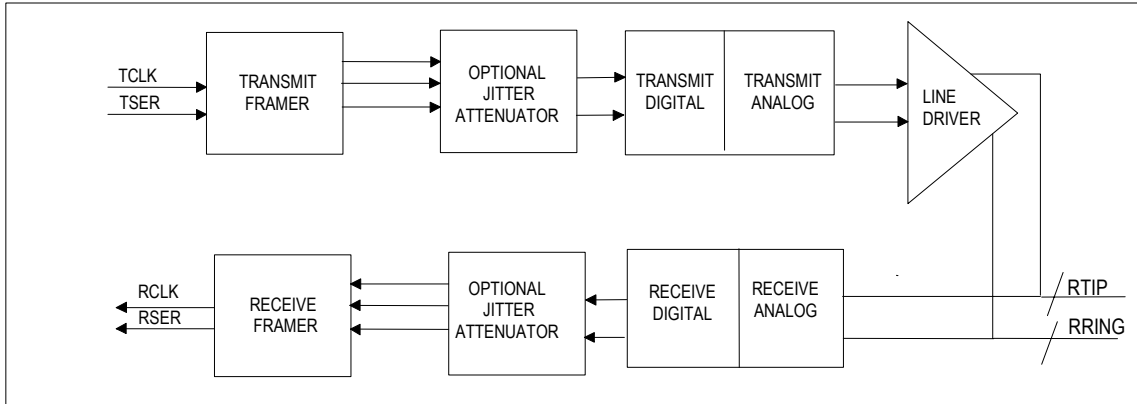 TCLK
TSER
TRANSMIT
FRAMER
OPTIONAL
JITTER
ATTENUATOR
TRANSMIT
DIGITAL
TRANSMIT
ANALOG
LINE
DRIVER
RCLK
RSER
RECEIVE
FRAMER
OPTIONAL
JITTER
ATTENUATOR
RECEIVE
DIGITAL
RECEIVE
ANALOG
RTIP
RRING